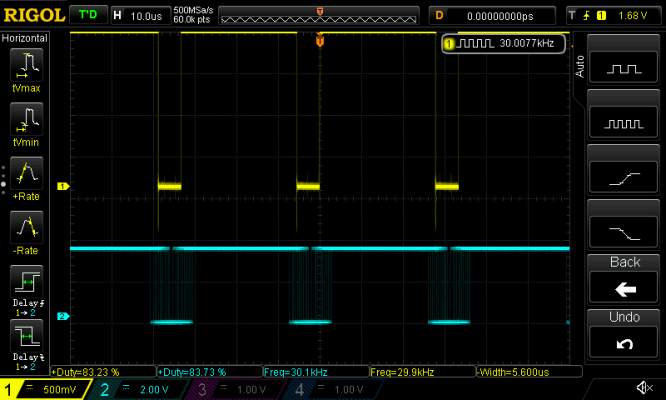 RIGOL T'D H 10.0us 500MSa/s 60.0k pts T D 0.00000000ps T 1 1.68 V
Horizontal
T
1 30.0077kHz
Auto
tVmax
tVmin
+Rate
-Rate
Delay
1→2
Delay
1→2
1
2
Back
Undo
+Duty=83.23 % +Duty=83.73 % Freq=30.1kHz Freq=29.9kHz -Width=5.600us
1 500mV 2 2.00 V 3 1.00 V 4 1.00 V